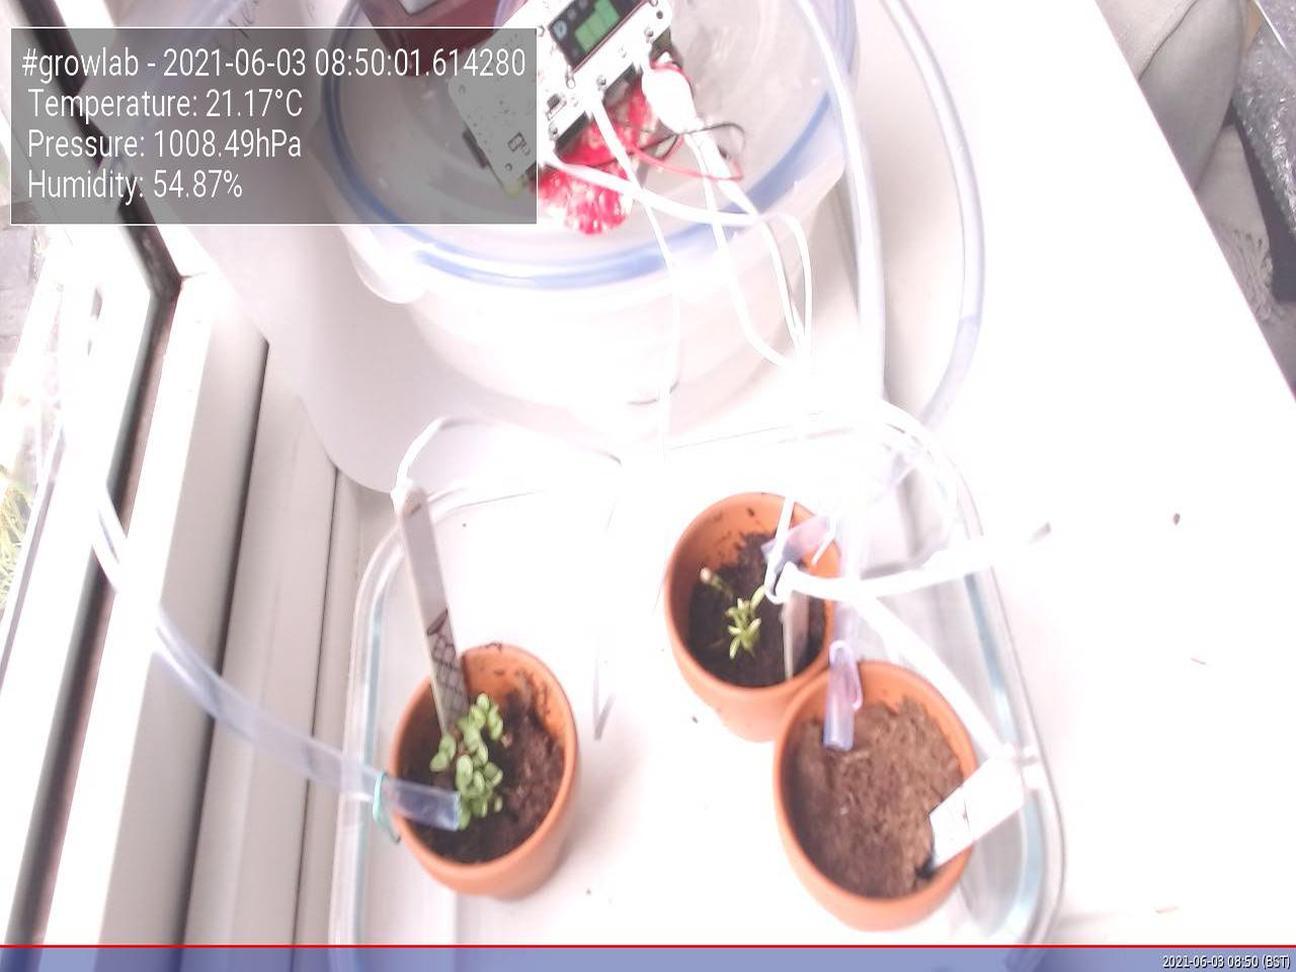 #growlab - 2021-06-03 08:50:01.614280
Temperature: 21.17°C
Pressure: 1008.49hPa
Humidity: 54.87%
2021-06-03 08:50 (BST)